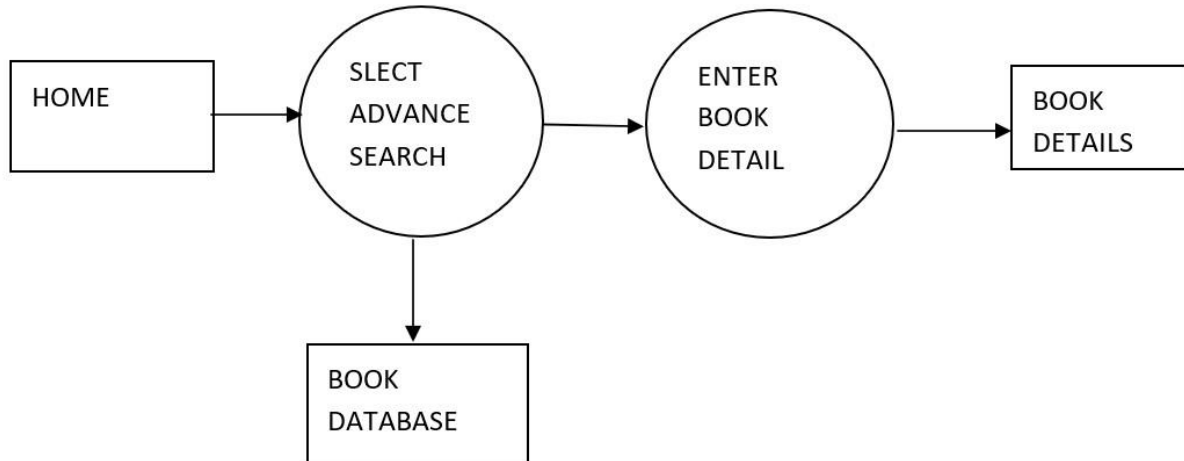 HOME
SLECT
ADVANCE
SEARCH
ENTER
BOOK
DETAIL
BOOK
DETAILS
BOOK
DATABASE